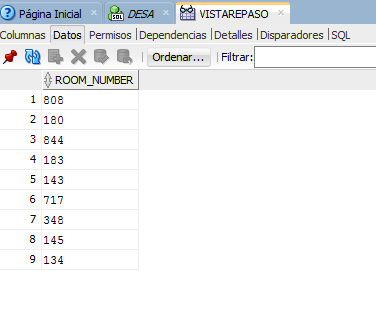 Página Inicial DESA VISTAREPASO
Columnas Datos Permisos Dependencias Detalles Disparadores SQL
Ordenar... Filtrar:
ROOM_NUMBER
1 808
2 180
3 844
4 183
5 143
6 717
7 348
8 145
9 134